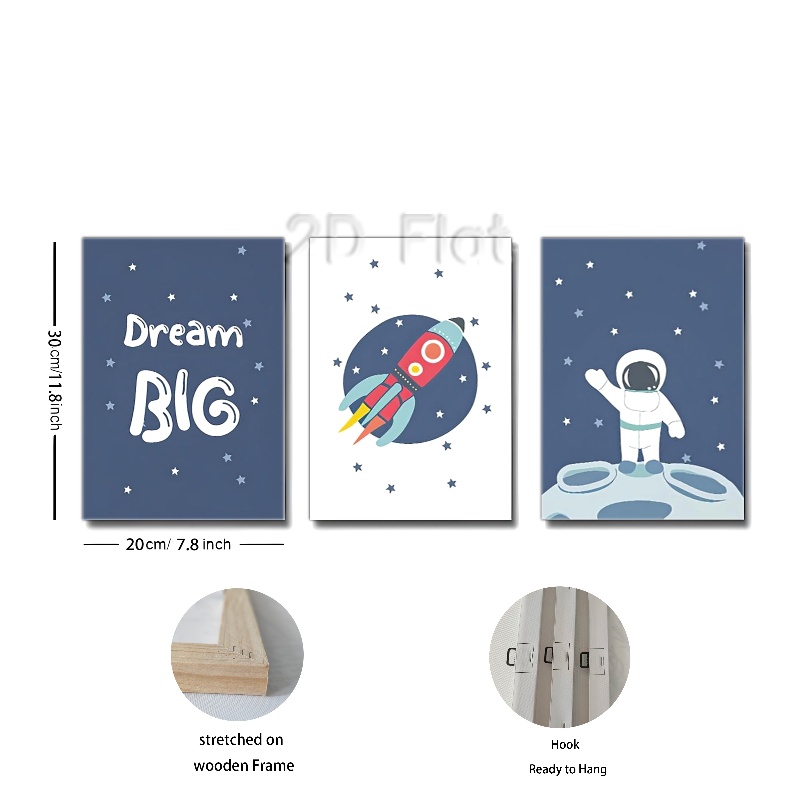 2D Flat
Dream
BIG
30cm/11.8inch
20cm/ 7.8 inch
stretched on
wooden Frame
Hook
Ready to Hang